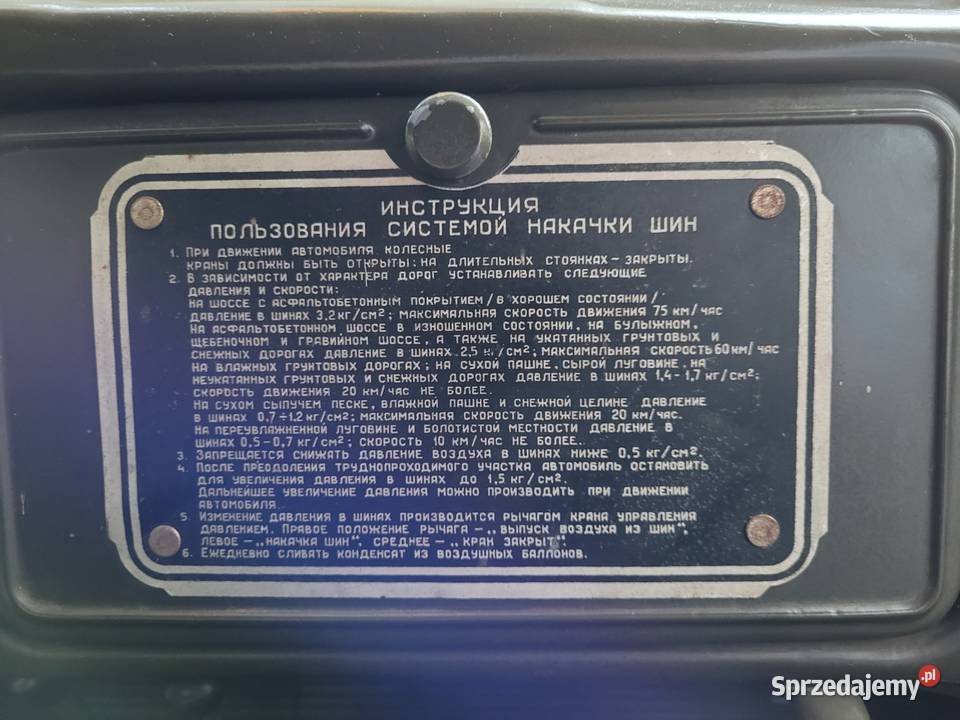 ИНСТРУКЦИЯ
ПОЛЬЗОВАНИЯ СИСТЕМОЙ НАКАЧКИ ШИН
1. ПРИ ДВИЖЕНИИ АВТОМОБИЛЯ КОЛЕСНЫЕ
КРАНЫ ДОЛЖНЫ БЫТЬ ОТКРЫТЫ; НА ДЛИТЕЛЬНЫХ СТОЯНКАХ – ЗАКРЫТЫ.
2. В ЗАВИСИМОСТИ ОТ ХАРАКТЕРА ДОРОГ УСТАНАВЛИВАТЬ СЛЕДУЮЩИЕ
ДАВЛЕНИЯ И СКОРОСТИ:
НА ШОССЕ С АСФАЛЬТОБЕТОННЫМ ПОКРЫТИЕМ /В ХОРОШЕМ СОСТОЯНИИ/
ДАВЛЕНИЕ В ШИНАХ 3,2 КГ/СМ²; МАКСИМАЛЬНАЯ СКОРОСТЬ ДВИЖЕНИЯ 75 КМ/ЧАС
НА АСФАЛЬТОБЕТОННОМ ШОССЕ В ИЗНОШЕННОМ СОСТОЯНИИ, НА БУЛЫЖНОМ,
ЩЕБЕНОЧНОМ И ГРАВИЙНОМ ШОССЕ, А ТАКЖЕ НА УКАТАННЫХ ГРУНТОВЫХ И
СНЕЖНЫХ ДОРОГАХ ДАВЛЕНИЕ В ШИНАХ 2,5 КГ/СМ²; МАКСИМАЛЬНАЯ СКОРОСТЬ 60 КМ/ЧАС
НА ВЛАЖНЫХ ГРУНТОВЫХ ДОРОГАХ; НА СУХОЙ ПАШНЕ, СЫРОЙ ЛУГОВИНЕ, НА
НЕУКАТАННЫХ ГРУНТОВЫХ И СНЕЖНЫХ ДОРОГАХ ДАВЛЕНИЕ В ШИНАХ 1,4–1,7 КГ/СМ²;
СКОРОСТЬ ДВИЖЕНИЯ 20 КМ/ЧАС НЕ БОЛЕЕ.
НА СУХОМ СЫПУЧЕМ ПЕСКЕ, ВЛАЖНОЙ ПАШНЕ И СНЕЖНОЙ ЦЕЛИНЕ ДАВЛЕНИЕ
В ШИНАХ 0,7÷1,2 КГ/СМ²; МАКСИМАЛЬНАЯ СКОРОСТЬ ДВИЖЕНИЯ 20 КМ/ЧАС.
НА ПЕРЕУВЛАЖНЕННОЙ ЛУГОВИНЕ И БОЛОТИСТОЙ МЕСТНОСТИ ДАВЛЕНИЕ В
ШИНАХ 0,5–0,7 КГ/СМ²; СКОРОСТЬ 10 КМ/ЧАС НЕ БОЛЕЕ.
3. ЗАПРЕЩАЕТСЯ СНИЖАТЬ ДАВЛЕНИЕ ВОЗДУХА В ШИНАХ НИЖЕ 0,5 КГ/СМ².
4. ПОСЛЕ ПРЕОДОЛЕНИЯ ТРУДНОПРОХОДИМОГО УЧАСТКА АВТОМОБИЛЬ ОСТАНОВИТЬ
ДЛЯ УВЕЛИЧЕНИЯ ДАВЛЕНИЯ В ШИНАХ ДО 1,5 КГ/СМ².
ДАЛЬНЕЙШЕЕ УВЕЛИЧЕНИЕ ДАВЛЕНИЯ МОЖНО ПРОИЗВОДИТЬ ПРИ ДВИЖЕНИИ
АВТОМОБИЛЯ.
5. ИЗМЕНЕНИЕ ДАВЛЕНИЯ В ШИНАХ ПРОИЗВОДИТСЯ РЫЧАГОМ КРАНА УПРАВЛЕНИЯ
ДАВЛЕНИЕМ. ПРАВОЕ ПОЛОЖЕНИЕ РЫЧАГА – „ВЫПУСК ВОЗДУХА ИЗ ШИН",
ЛЕВОЕ – „НАКАЧКА ШИН", СРЕДНЕЕ – „КРАН ЗАКРЫТ".
6. ЕЖЕДНЕВНО СЛИВАТЬ КОНДЕНСАТ ИЗ ВОЗДУШНЫХ БАЛЛОНОВ.
Sprzedajemy.pl